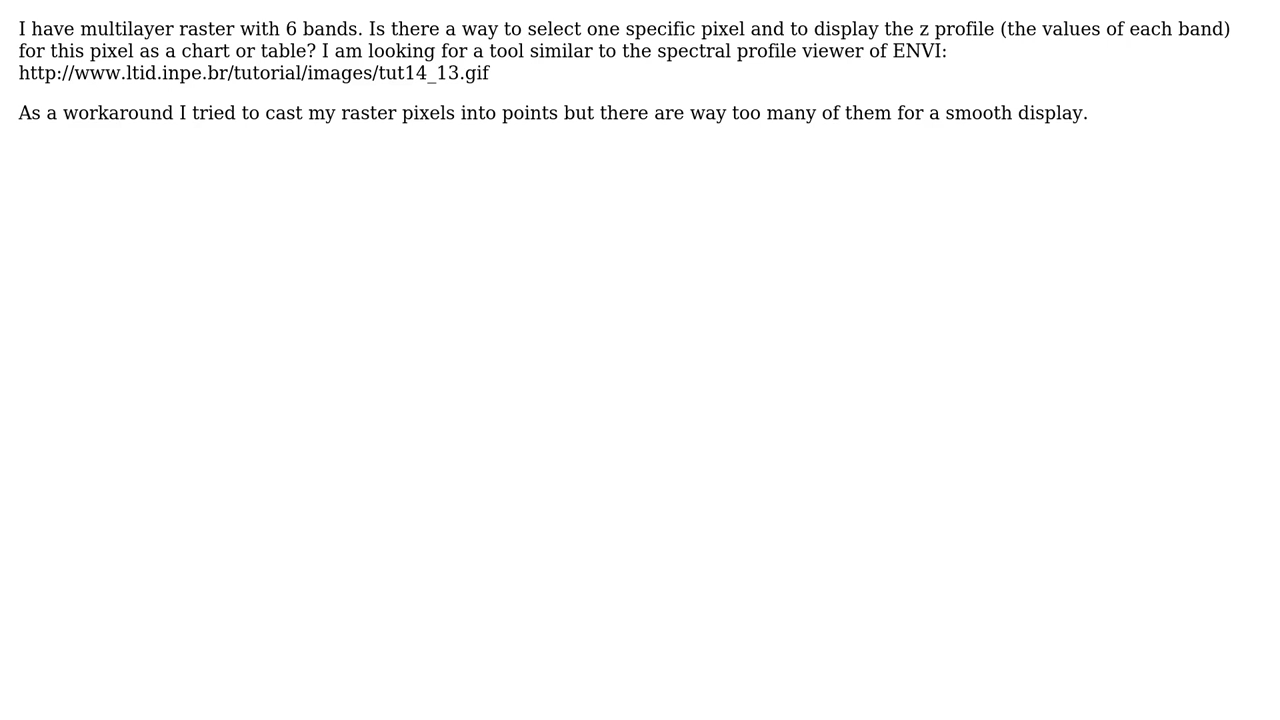 I have multilayer raster with 6 bands. Is there a way to select one specific pixel and to display the z profile (the values of each band)
for this pixel as a chart or table? I am looking for a tool similar to the spectral profile viewer of ENVI:
http://www.ltid.inpe.br/tutorial/images/tut14_13.gif
As a workaround I tried to cast my raster pixels into points but there are way too many of them for a smooth display.